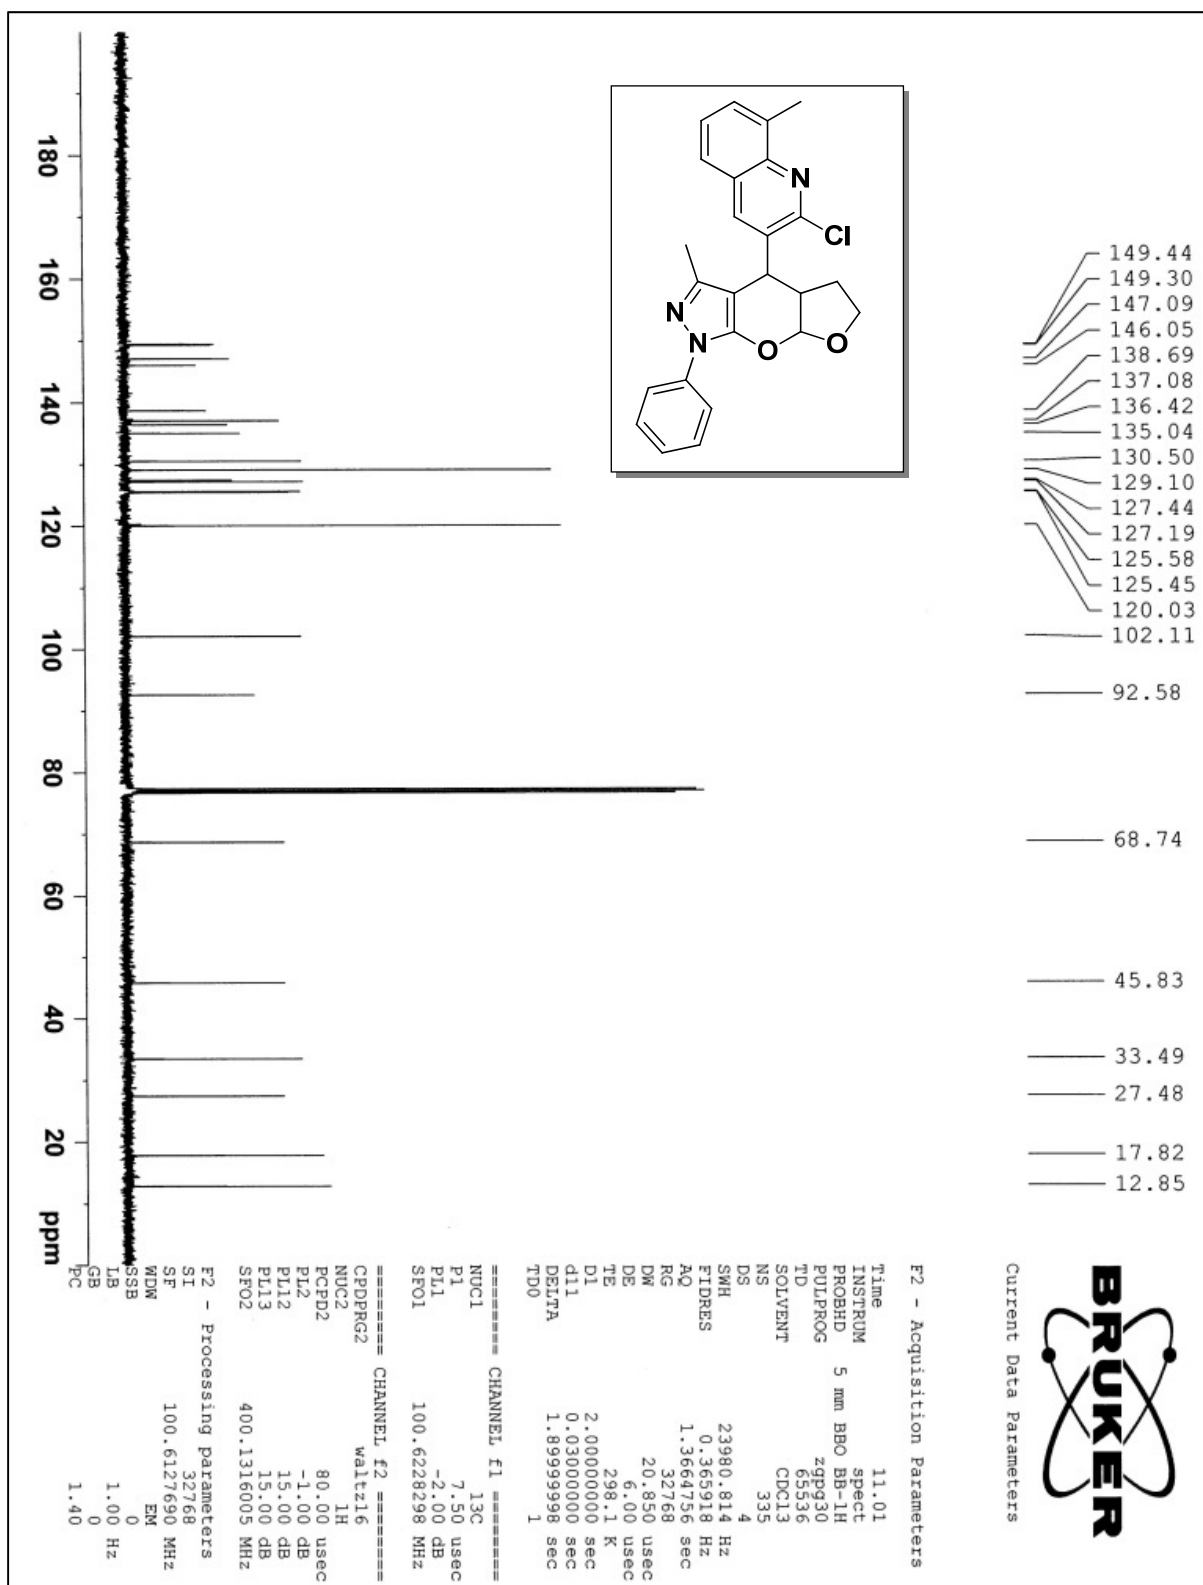 149.44
149.30
147.09
146.05
138.69
137.08
136.42
135.04
130.50
129.10
127.44
127.19
125.58
125.45
120.03
102.11
92.58
68.74
45.83
33.49
27.48
17.82
12.85
N
Cl
N
N
O
O
180
160
140
120
100
80
60
40
20
ppm
BRUKER
Current Data Parameters
F2 - Acquisition Parameters
Time 11.01
INSTRUM spect
PROBHD 5 mm BBO BB-1H
PULPROG zgpg30
TD 65536
SOLVENT CDCl3
NS 335
DS 4
SWH 23980.814 Hz
FIDRES 0.365918 Hz
AQ 1.3664756 sec
RG 32768
DW 20.850 usec
DE 6.00 usec
TE 298.1 K
D1 2.00000000 sec
d11 0.03000000 sec
DELTA 1.89999998 sec
TD0 1
======== CHANNEL f1 ========
NUC1 13C
P1 7.50 usec
PL1 -2.00 dB
SFO1 100.6228298 MHz
======== CHANNEL f2 ========
CPDPRG2 waltz16
NUC2 1H
PCPD2 80.00 usec
PL2 -1.00 dB
PL12 15.00 dB
PL13 15.00 dB
SFO2 400.1316005 MHz
F2 - Processing parameters
SI 32768
SF 100.6127690 MHz
WDW EM
SSB 0
LB 1.00 Hz
GB 0
PC 1.40